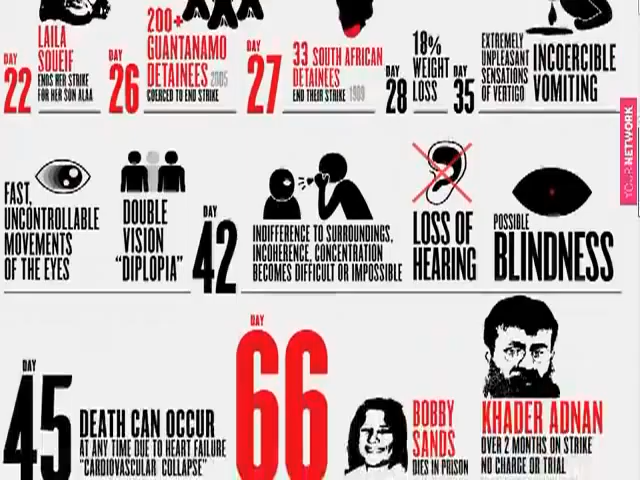 DAY
22
LAILA
SOUEIF
ENDS HER STRIKE
FOR HER SON ALAA
DAY
26
200+
GUANTANAMO
DETAINEES 2005
COERCED TO END STRIKE
DAY
27
33 SOUTH AFRICAN
DETAINEES
END THEIR STRIKE 1989
DAY
28
18%
WEIGHT
LOSS
DAY
35
EXTREMELY
UNPLEASANT
SENSATIONS
OF VERTIGO
INCOERCIBLE
VOMITING
YOUR NETWORK
FAST,
UNCONTROLLABLE
MOVEMENTS
OF THE EYES
DOUBLE
VISION
"DIPLOPIA"
DAY
42
INDIFFERENCE TO SURROUNDINGS,
INCOHERENCE, CONCENTRATION
BECOMES DIFFICULT OR IMPOSSIBLE
LOSS OF
HEARING
POSSIBLE
BLINDNESS
DAY
45
DEATH CAN OCCUR
AT ANY TIME DUE TO HEART FAILURE
"CARDIOVASCULAR COLLAPSE"
DAY
66
BOBBY
SANDS
DIES IN PRISON
KHADER ADNAN
OVER 2 MONTHS ON STRIKE
NO CHARGE OR TRIAL